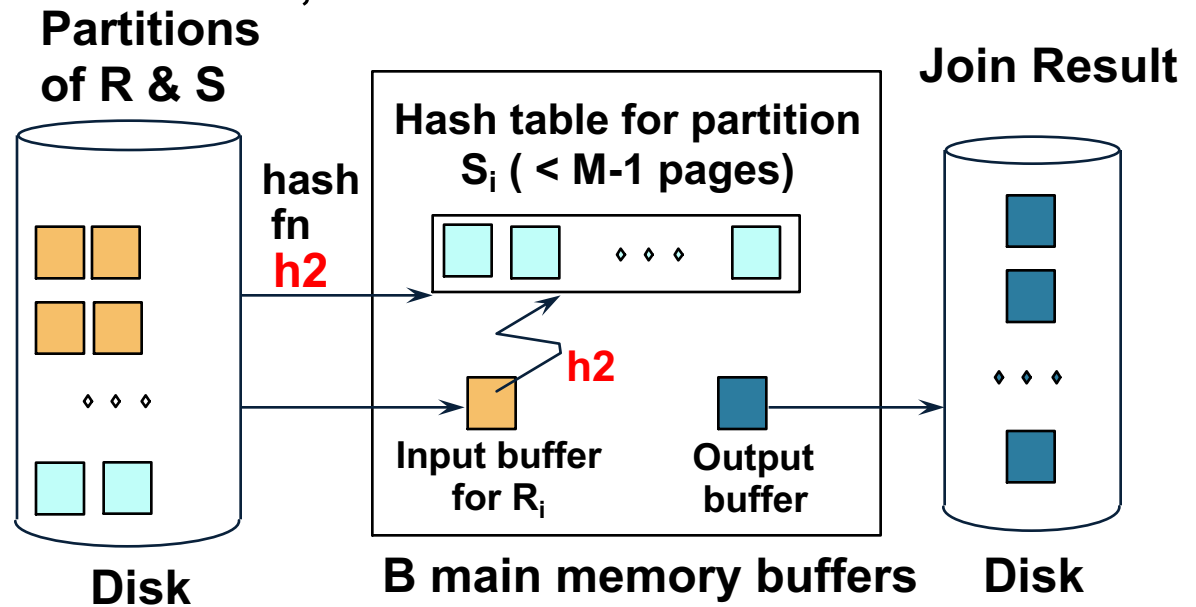 Partitions
of R & S
Join Result
Hash table for partition
Sᵢ ( < M-1 pages)
hash
fn
h2
h2
Input buffer
for Rᵢ
Output
buffer
Disk
B main memory buffers
Disk